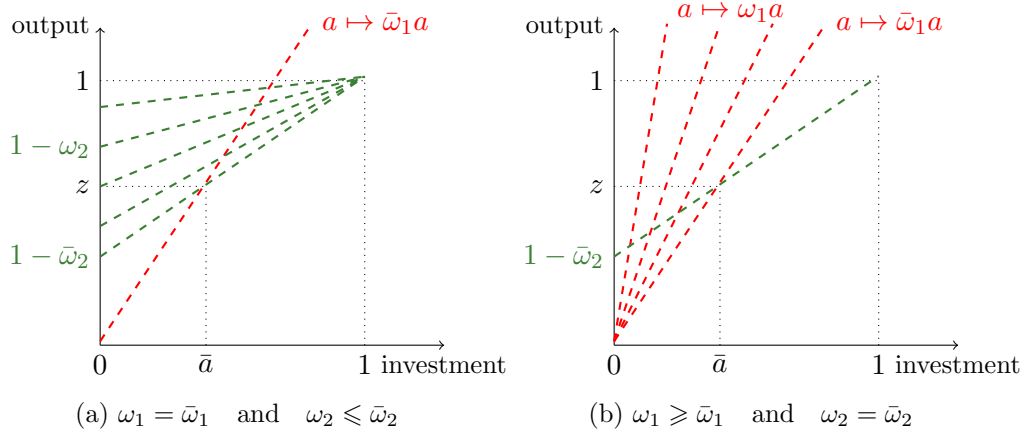 output
a ↦ ω̄₁a
1
1 − ω₂
z
1 − ω̄₂
0
ā
1
investment
(a) ω₁ = ω̄₁ and ω₂ ⩽ ω̄₂
output
a ↦ ω₁a
a ↦ ω̄₁a
1
z
1 − ω̄₂
0
ā
1
investment
(b) ω₁ ⩾ ω̄₁ and ω₂ = ω̄₂